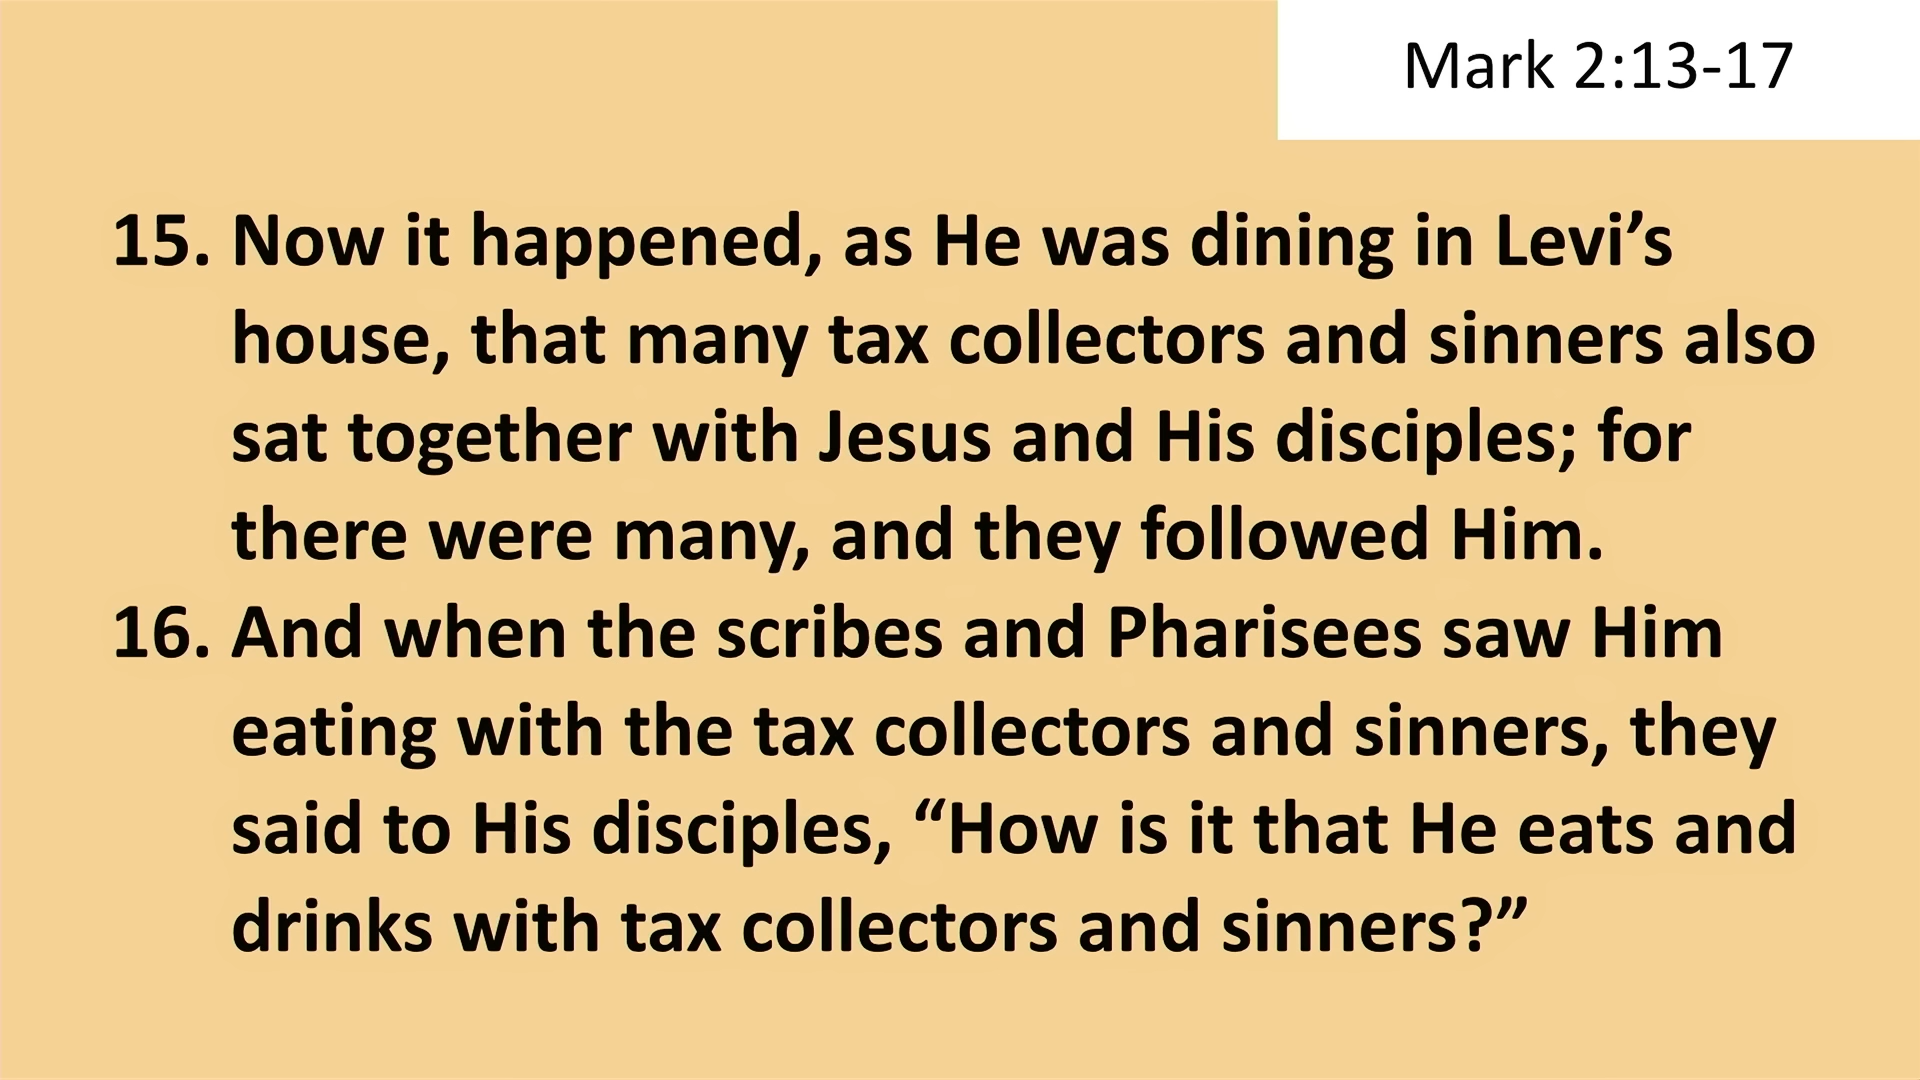 Mark 2:13-17
15. Now it happened, as He was dining in Levi’s
house, that many tax collectors and sinners also
sat together with Jesus and His disciples; for
there were many, and they followed Him.
16. And when the scribes and Pharisees saw Him
eating with the tax collectors and sinners, they
said to His disciples, “How is it that He eats and
drinks with tax collectors and sinners?”